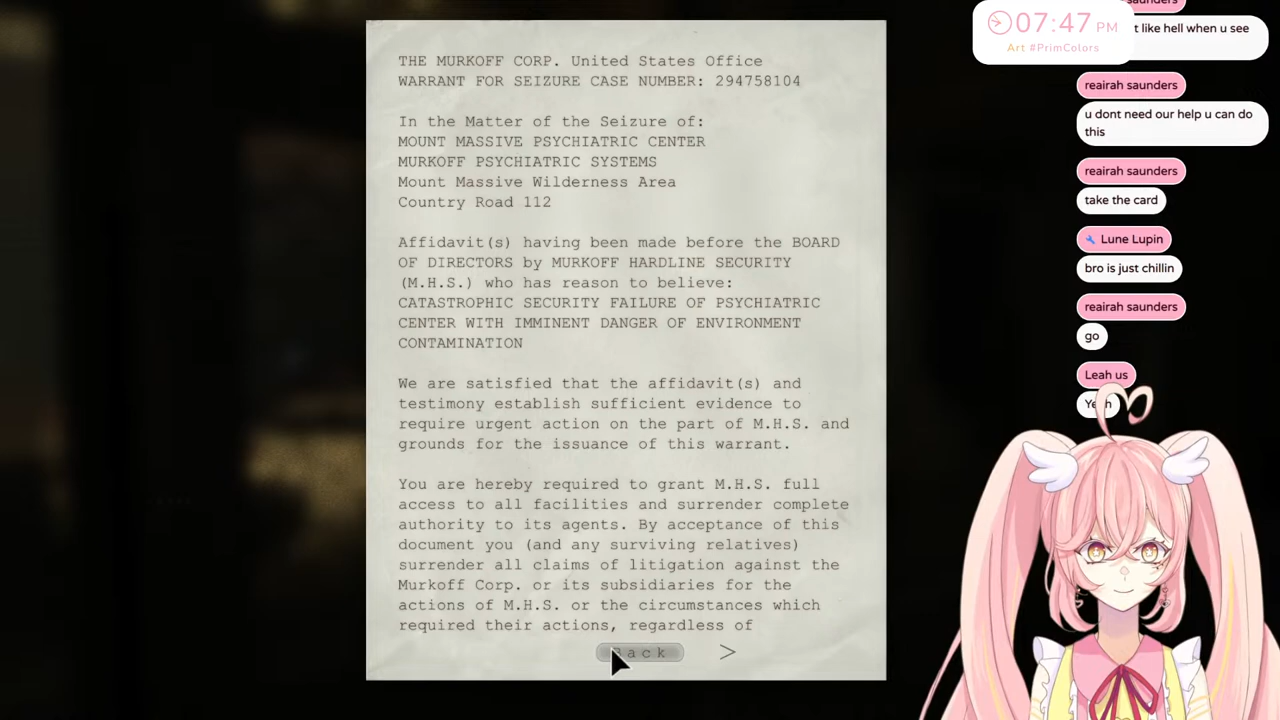 THE MURKOFF CORP. United States Office
WARRANT FOR SEIZURE CASE NUMBER: 294758104
In the Matter of the Seizure of:
MOUNT MASSIVE PSYCHIATRIC CENTER
MURKOFF PSYCHIATRIC SYSTEMS
Mount Massive Wilderness Area
Country Road 112
Affidavit(s) having been made before the BOARD
OF DIRECTORS by MURKOFF HARDLINE SECURITY
(M.H.S.) who has reason to believe:
CATASTROPHIC SECURITY FAILURE OF PSYCHIATRIC
CENTER WITH IMMINENT DANGER OF ENVIRONMENT
CONTAMINATION
We are satisfied that the affidavit(s) and
testimony establish sufficient evidence to
require urgent action on the part of M.H.S. and
grounds for the issuance of this warrant.
You are hereby required to grant M.H.S. full
access to all facilities and surrender complete
authority to its agents. By acceptance of this
document you (and any surviving relatives)
surrender all claims of litigation against the
Murkoff Corp. or its subsidiaries for the
actions of M.H.S. or the circumstances which
required their actions, regardless of
Back >
07:47 PM
Art #PrimColors
saunders
t like hell when u see
reairah saunders
u dont need our help u can do
this
reairah saunders
take the card
Lune Lupin
bro is just chillin
reairah saunders
go
Leah us